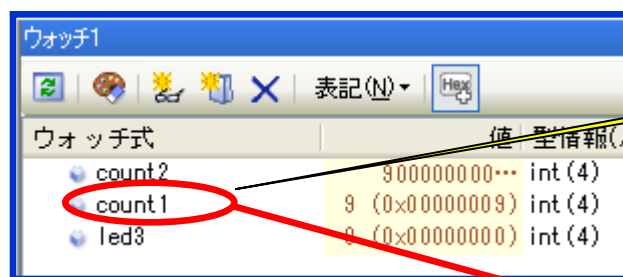 ウォッチ1
表記(N)▾ Hex
ウォッチ式 値 型情報(
count2 900000000… int(4)
count1 9 (0x00000009) int(4)
led3 0 (0x00000000) int(4)